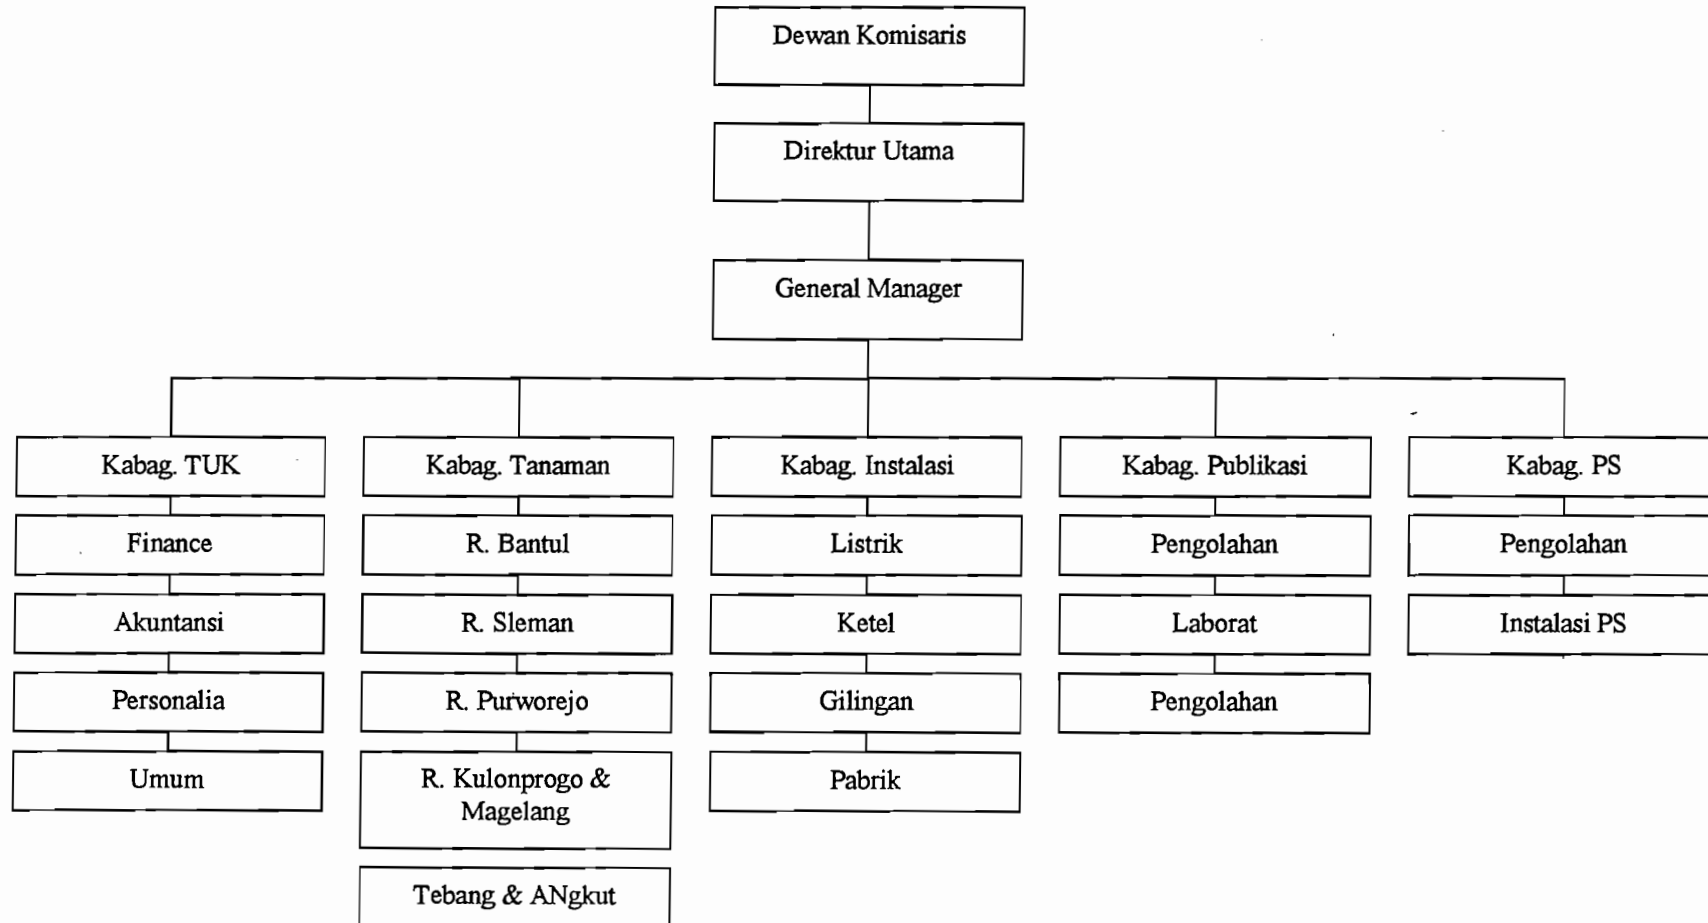 Dewan Komisaris
Direktur Utama
General Manager
Kabag. TUK
Finance
Akuntansi
Personalia
Umum
Kabag. Tanaman
R. Bantul
R. Sleman
R. Purworejo
R. Kulonprogo &
Magelang
Tebang & ANgkut
Kabag. Instalasi
Listrik
Ketel
Gilingan
Pabrik
Kabag. Publikasi
Pengolahan
Laborat
Pengolahan
Kabag. PS
Pengolahan
Instalasi PS